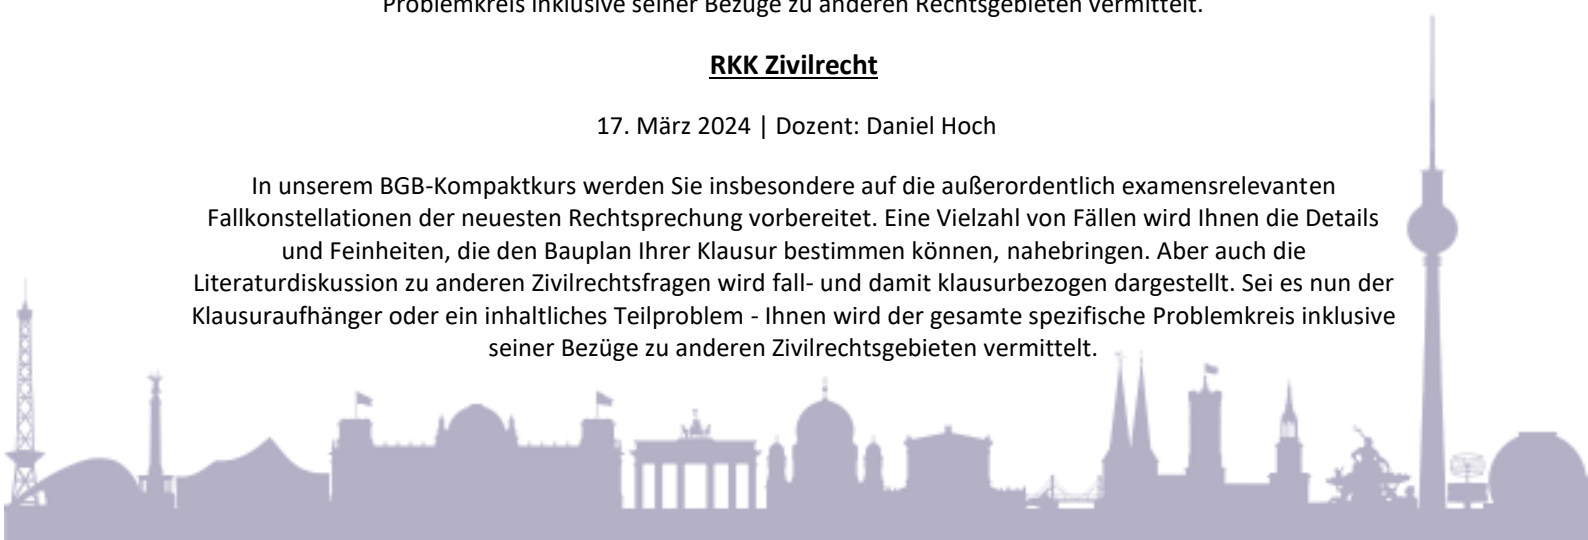 Problemkreis inklusive seiner Bezüge zu anderen Rechtsgebieten vermittelt.
RKK Zivilrecht
17. März 2024 | Dozent: Daniel Hoch
In unserem BGB-Kompaktkurs werden Sie insbesondere auf die außerordentlich examensrelevanten
Fallkonstellationen der neuesten Rechtsprechung vorbereitet. Eine Vielzahl von Fällen wird Ihnen die Details
und Feinheiten, die den Bauplan Ihrer Klausur bestimmen können, nahebringen. Aber auch die
Literaturdiskussion zu anderen Zivilrechtsfragen wird fall- und damit klausurbezogen dargestellt. Sei es nun der
Klausuraufhänger oder ein inhaltliches Teilproblem - Ihnen wird der gesamte spezifische Problemkreis inklusive
seiner Bezüge zu anderen Zivilrechtsgebieten vermittelt.